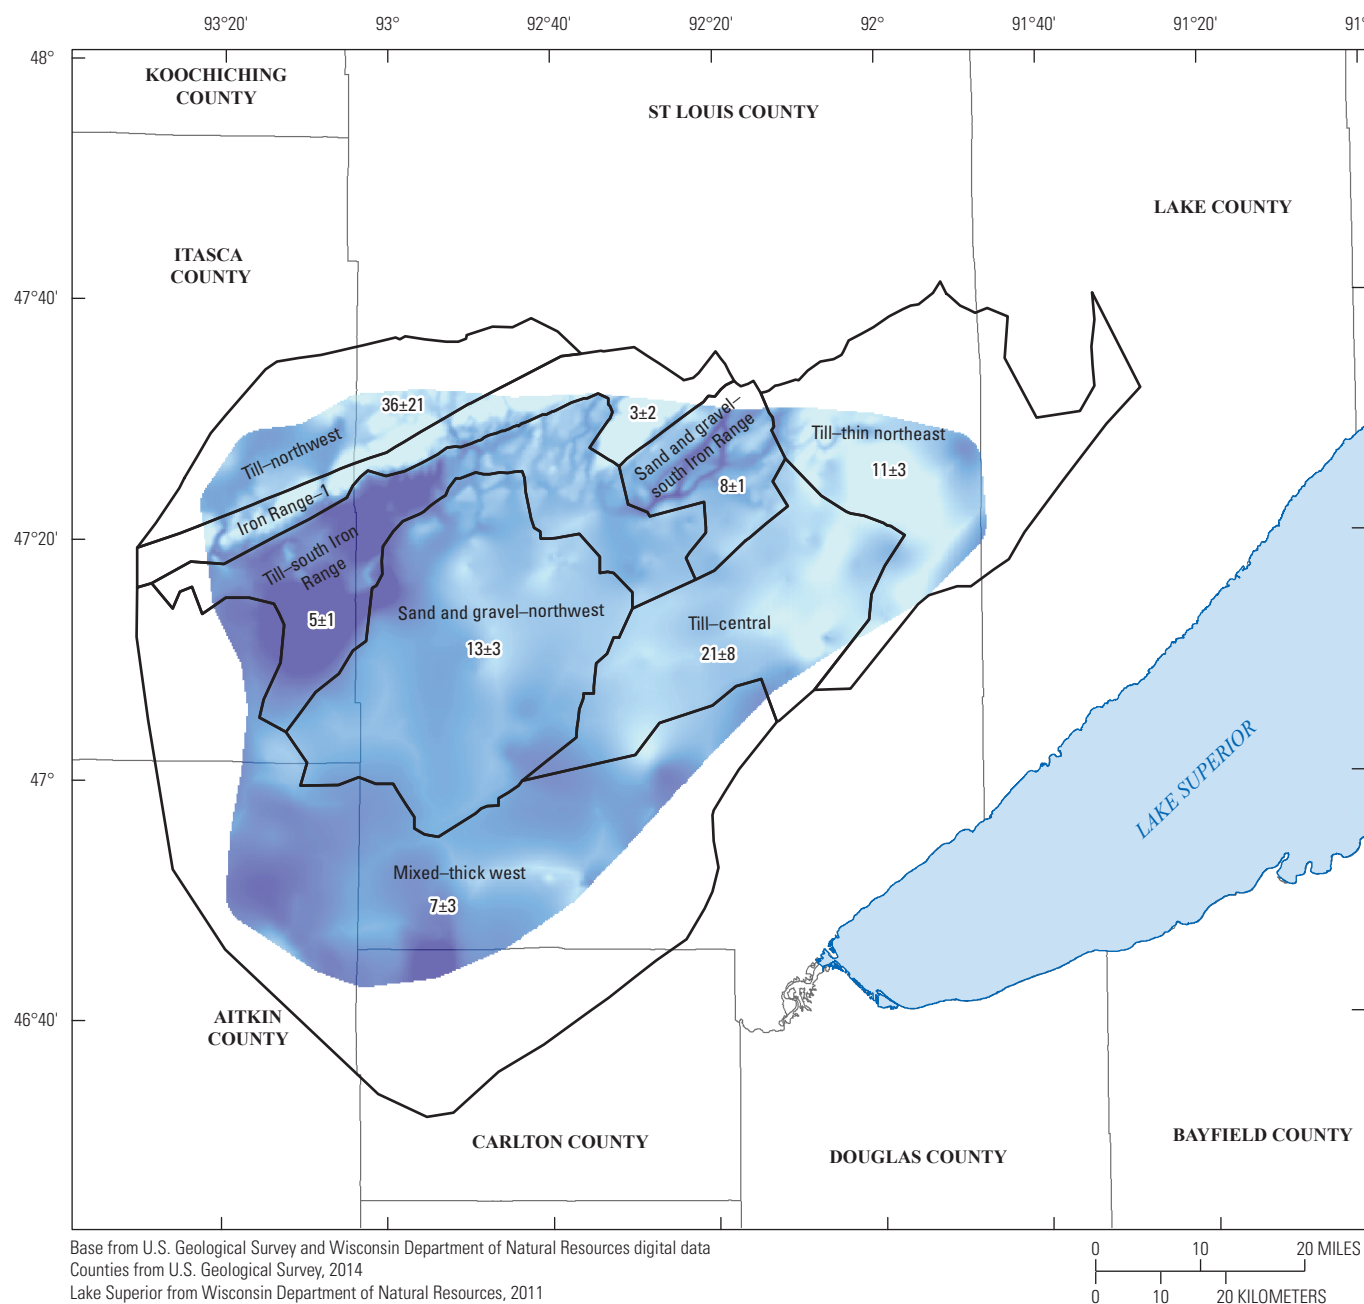 93°20'
93°
92°40'
92°20'
92°
91°40'
91°20'
91°
48°
KOOCHICHING
COUNTY
ST LOUIS COUNTY
LAKE COUNTY
ITASCA
COUNTY
47°40'
36±21
3±2
Sand and gravel–
south Iron Range
Till–thin northeast
Till–northwest
11±3
8±1
Iron Range–1
47°20'
Till–south Iron
Range
5±1
Sand and gravel–northwest
13±3
Till–central
21±8
LAKE SUPERIOR
47°
Mixed–thick west
7±3
46°40'
AITKIN
COUNTY
CARLTON COUNTY
DOUGLAS COUNTY
BAYFIELD COUNTY
Base from U.S. Geological Survey and Wisconsin Department of Natural Resources digital data
Counties from U.S. Geological Survey, 2014
Lake Superior from Wisconsin Department of Natural Resources, 2011
0 10 20 MILES
0 10 20 KILOMETERS